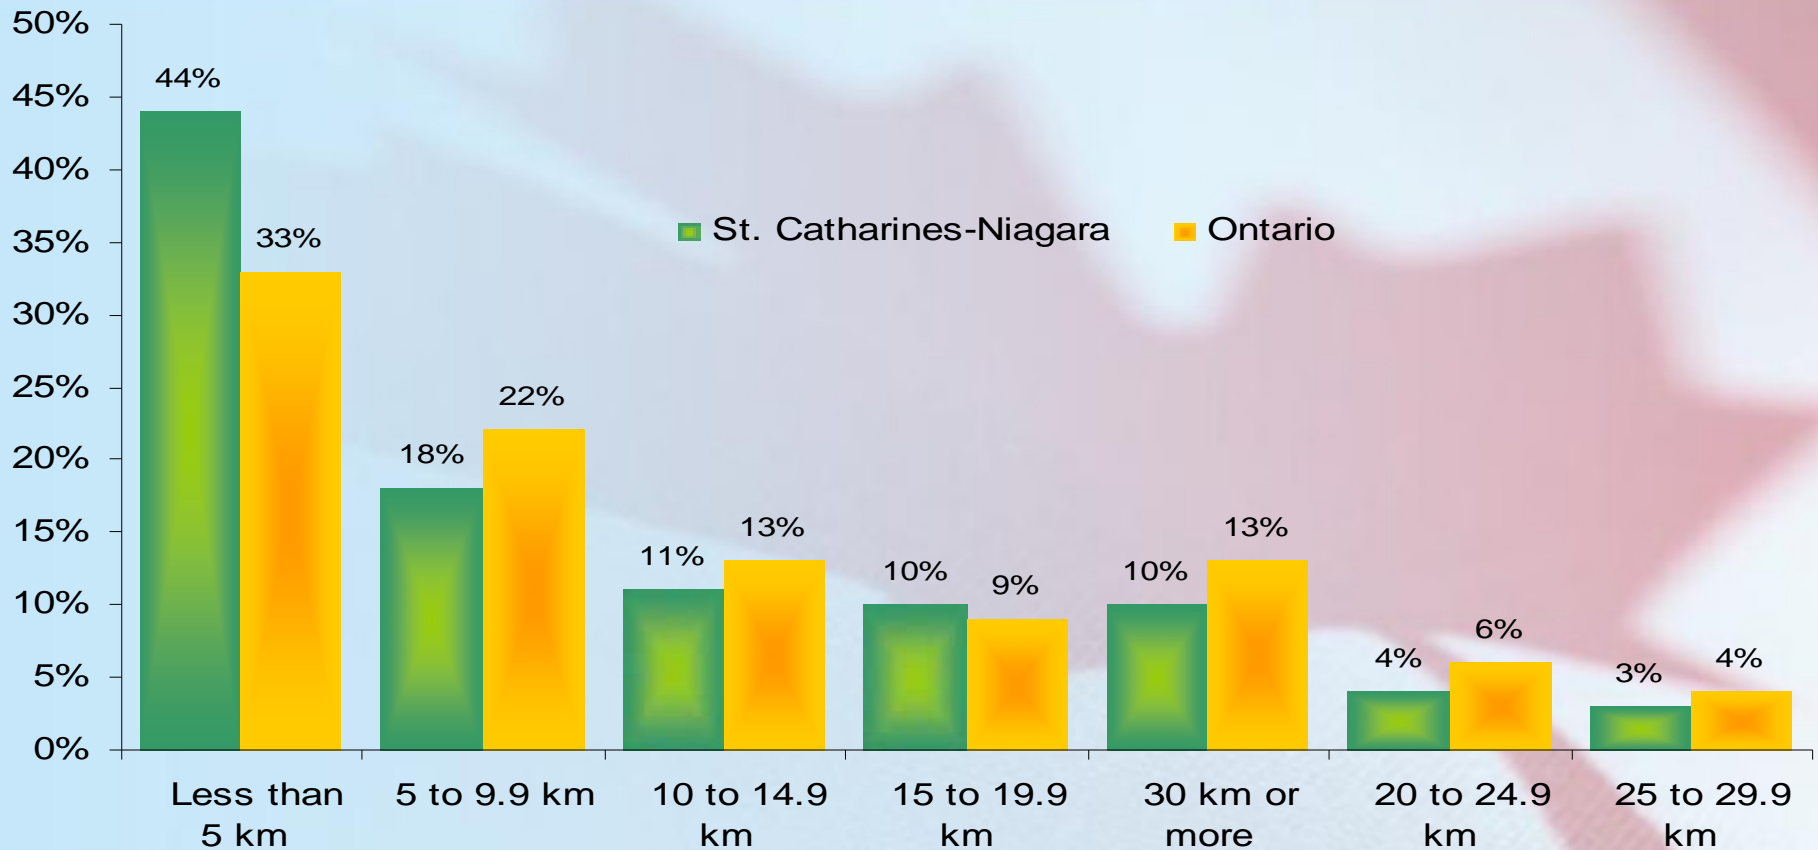 50%
45%
40%
35%
30%
25%
20%
15%
10%
5%
0%
44%
33%
18%
22%
11%
13%
10%
9%
10%
13%
4%
6%
3%
4%
St. Catharines-Niagara
Ontario
Less than
5 km
5 to 9.9 km
10 to 14.9
km
15 to 19.9
km
30 km or
more
20 to 24.9
km
25 to 29.9
km